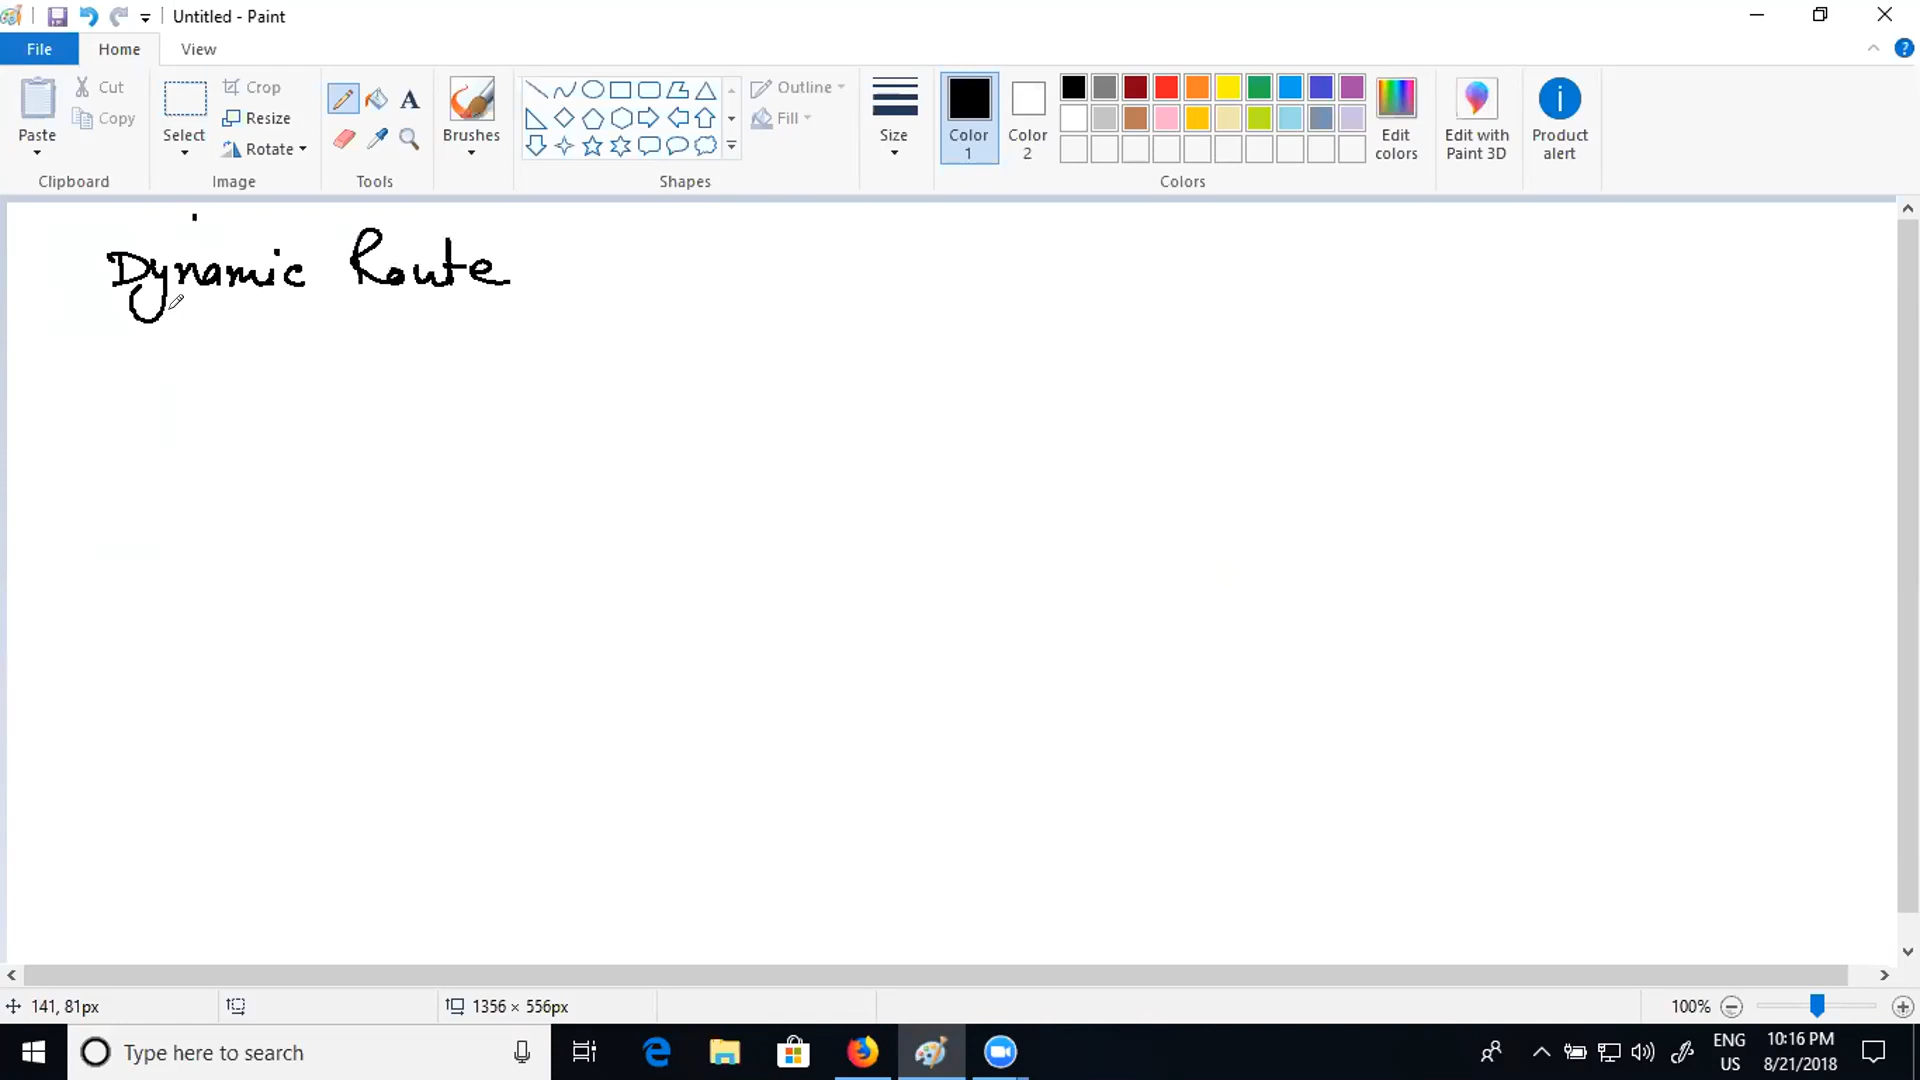 Untitled - Paint
File Home View
Paste Cut Copy Clipboard
Select Crop Resize Rotate Image
A
Tools
Brushes
Shapes
Outline Fill
Size
Color 1 Color 2
Edit colors
Colors
Edit with Paint 3D
Product alert
Dynamic Route
141, 81px 1356 × 556px 100%
Type here to search
ENG US
10:16 PM
8/21/2018